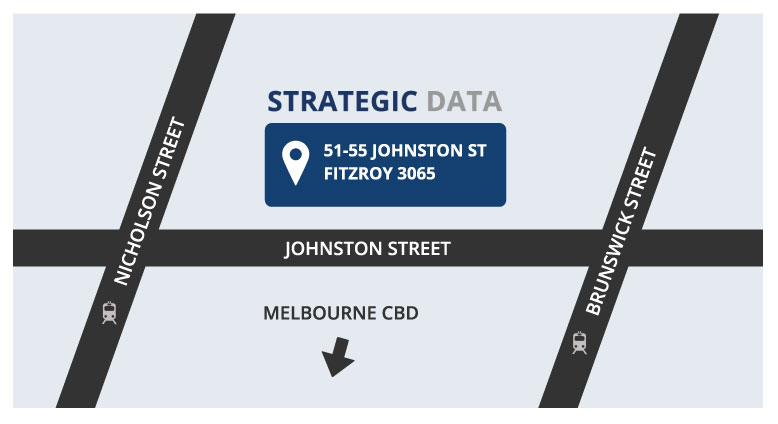 STRATEGIC DATA
51-55 JOHNSTON ST
FITZROY 3065
NICHOLSON STREET
JOHNSTON STREET
BRUNSWICK STREET
MELBOURNE CBD